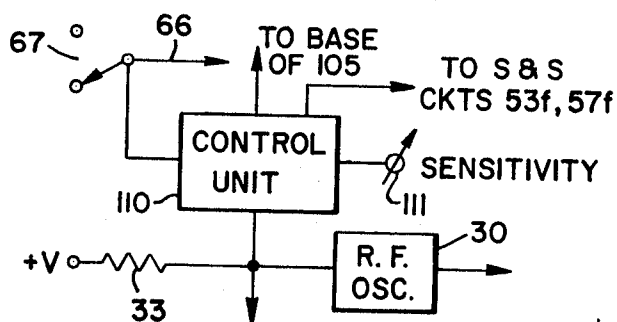 67
66
TO BASE
OF 105
TO S & S
CKTS 53f, 57f
CONTROL
UNIT
SENSITIVITY
110
111
30
+V
33
R. F.
OSC.